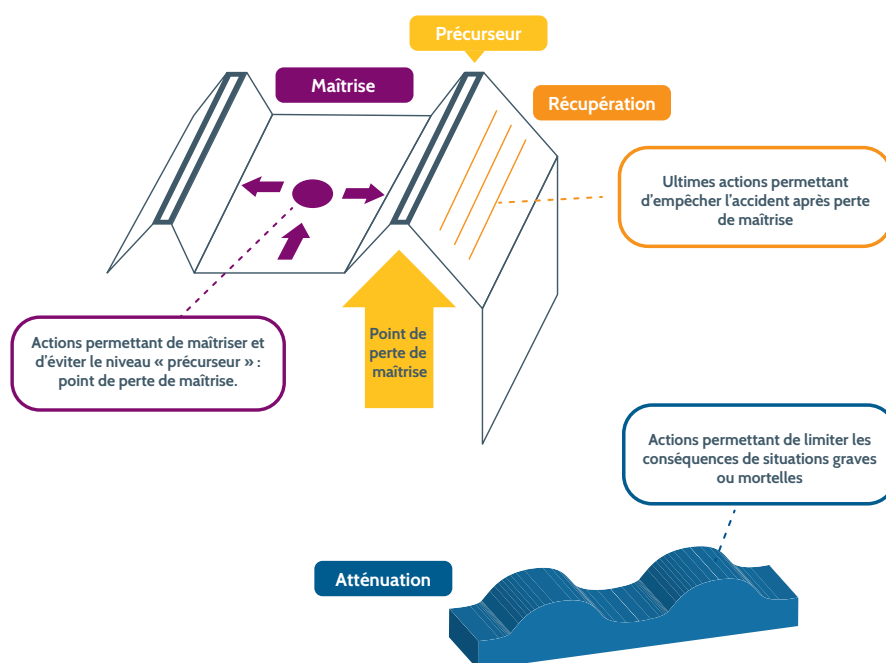 Précurseur
Maîtrise
Récupération
Ultimes actions permettant
d'empêcher l'accident après perte
de maîtrise
Actions permettant de maîtriser et
d'éviter le niveau « précurseur » :
point de perte de maîtrise.
Point de
perte de
maîtrise
Actions permettant de limiter les
conséquences de situations graves
ou mortelles
Atténuation